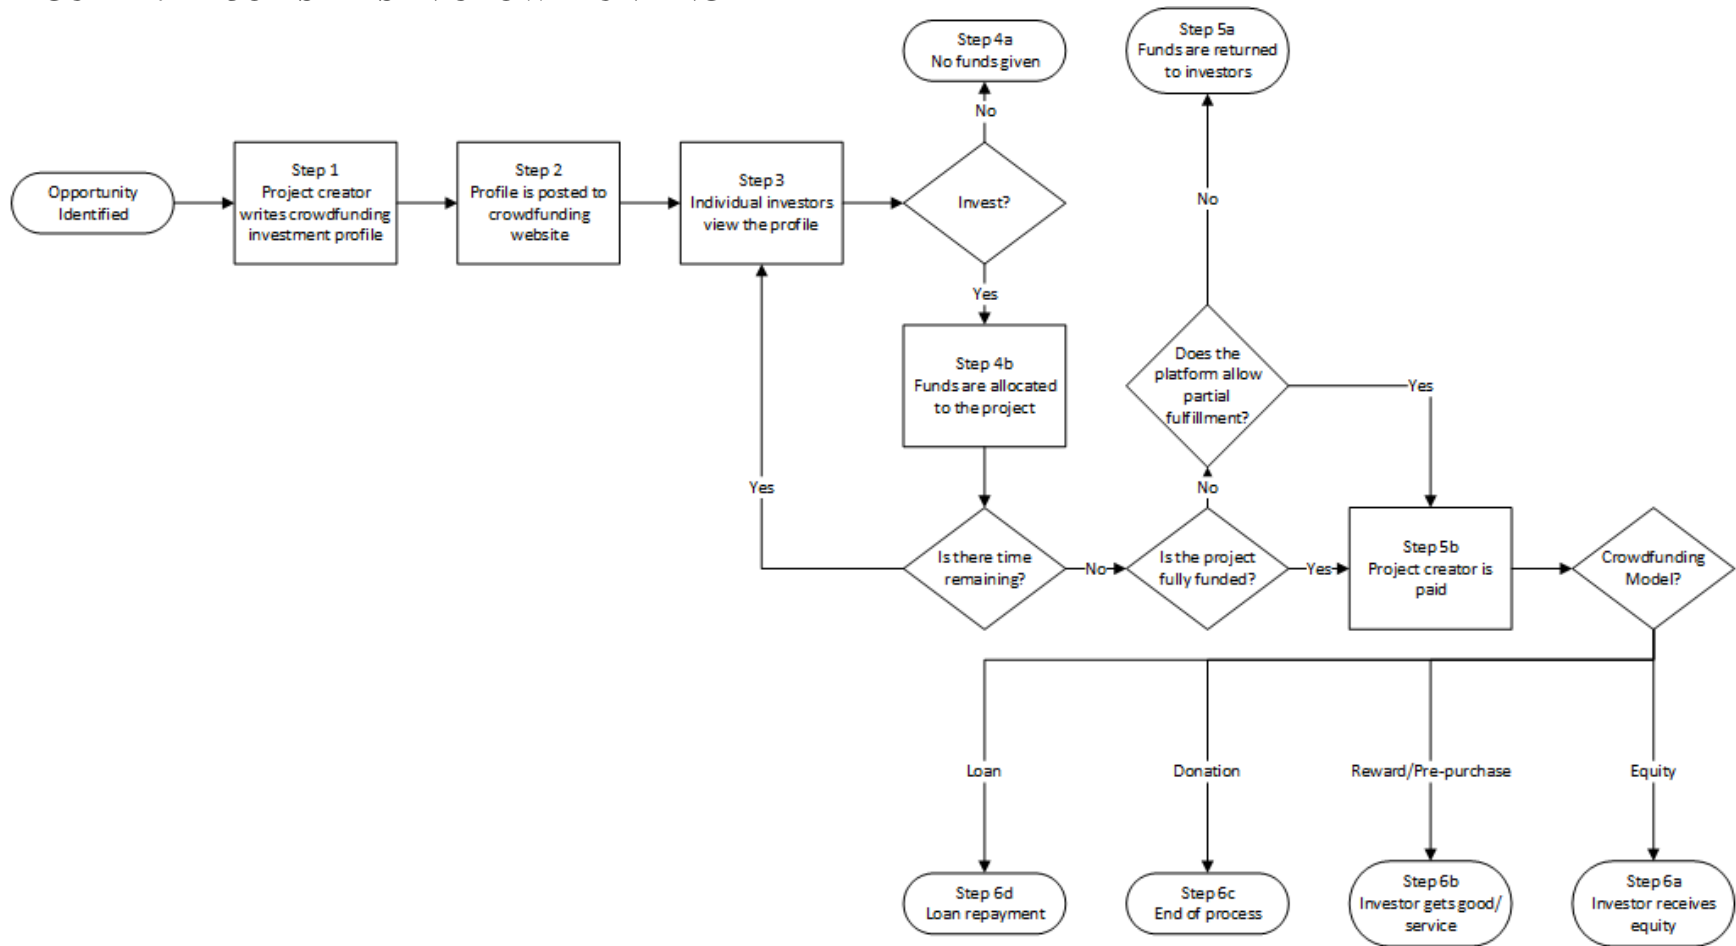 Step 4a
No funds given
Step 5a
Funds are returned
to investors
No
Opportunity
Identified
Step 1
Project creator
writes crowdfunding
investment profile
Step 2
Profile is posted to
crowdfunding
website
Step 3
Individual investors
view the profile
Invest?
No
Yes
Step 4b
Funds are allocated
to the project
Does the
platform allow
partial
fulfillment?
Yes
Yes
No
Is there time
remaining?
No
Is the project
fully funded?
Yes
Step 5b
Project creator is
paid
Crowdfunding
Model?
Loan
Donation
Reward/Pre-purchase
Equity
Step 6d
Loan repayment
Step 6c
End of process
Step 6b
Investor gets good/
service
Step 6a
Investor receives
equity